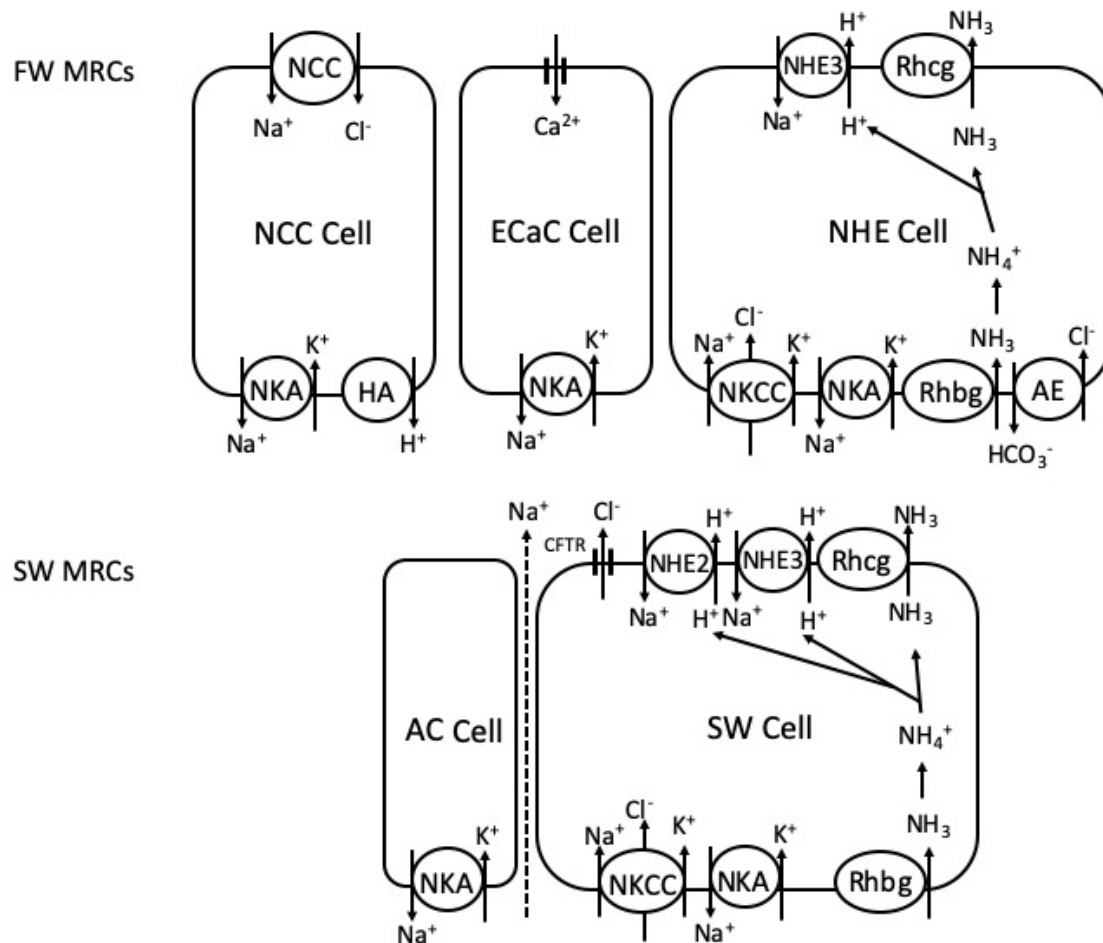 FW MRCs
NCC
Na⁺
Cl⁻
NCC Cell
NKA
K⁺
HA
Na⁺
H⁺
Ca²⁺
ECaC Cell
NKA
K⁺
Na⁺
H⁺
NH₃
NHE3
Rhcg
Na⁺
H⁺
NH₃
NHE Cell
NH₄⁺
Na⁺
Cl⁻
K⁺
K⁺
NH₃
Cl⁻
NKCC
NKA
Rhbg
AE
Na⁺
HCO₃⁻
SW MRCs
Na⁺
Cl⁻
H⁺
H⁺
NH₃
CFTR
NHE2
NHE3
Rhcg
Na⁺
H⁺
Na⁺
H⁺
NH₃
AC Cell
SW Cell
NH₄⁺
K⁺
Na⁺
Cl⁻
K⁺
K⁺
NH₃
NKA
NKCC
NKA
Rhbg
Na⁺
Na⁺